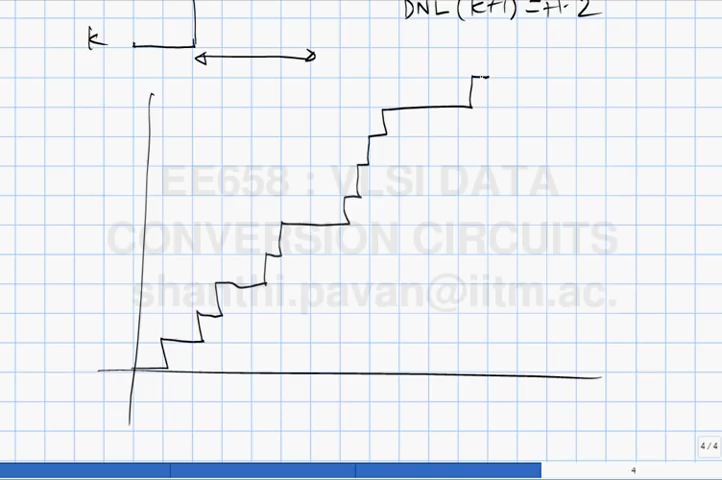 DNL (k+1) = +1.2
k
EE658 : VLSI DATA
CONVERSION CIRCUITS
shanthi.pavan@iitm.ac.
4/4
4